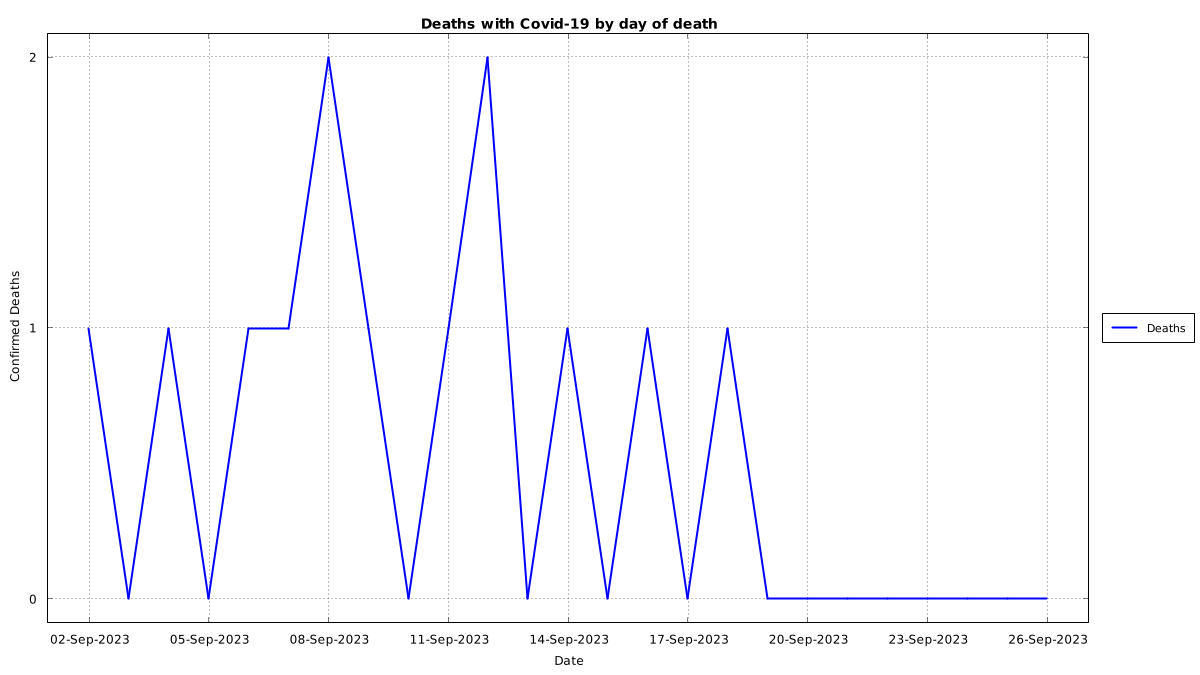 Deaths with Covid-19 by day of death
2
1
0
Confirmed Deaths
Deaths
02-Sep-2023 05-Sep-2023 08-Sep-2023 11-Sep-2023 14-Sep-2023 17-Sep-2023 20-Sep-2023 23-Sep-2023 26-Sep-2023
Date